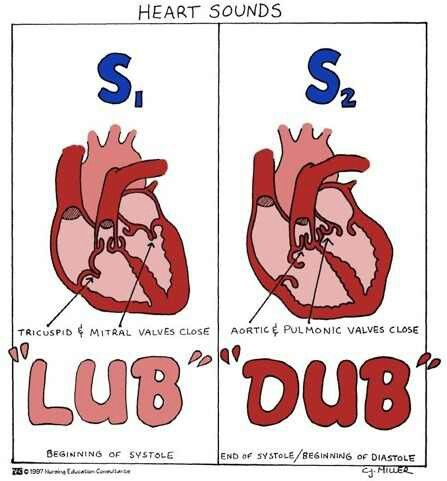 HEART SOUNDS
S1
TRICUSPID & MITRAL VALVES CLOSE
"LUB"
BEGINNING OF SYSTOLE
© 1997 Nursing Education Consultants
S2
AORTIC & PULMONIC VALVES CLOSE
"DUB"
END OF SYSTOLE/BEGINNING OF DIASTOLE
C.J. MILLER